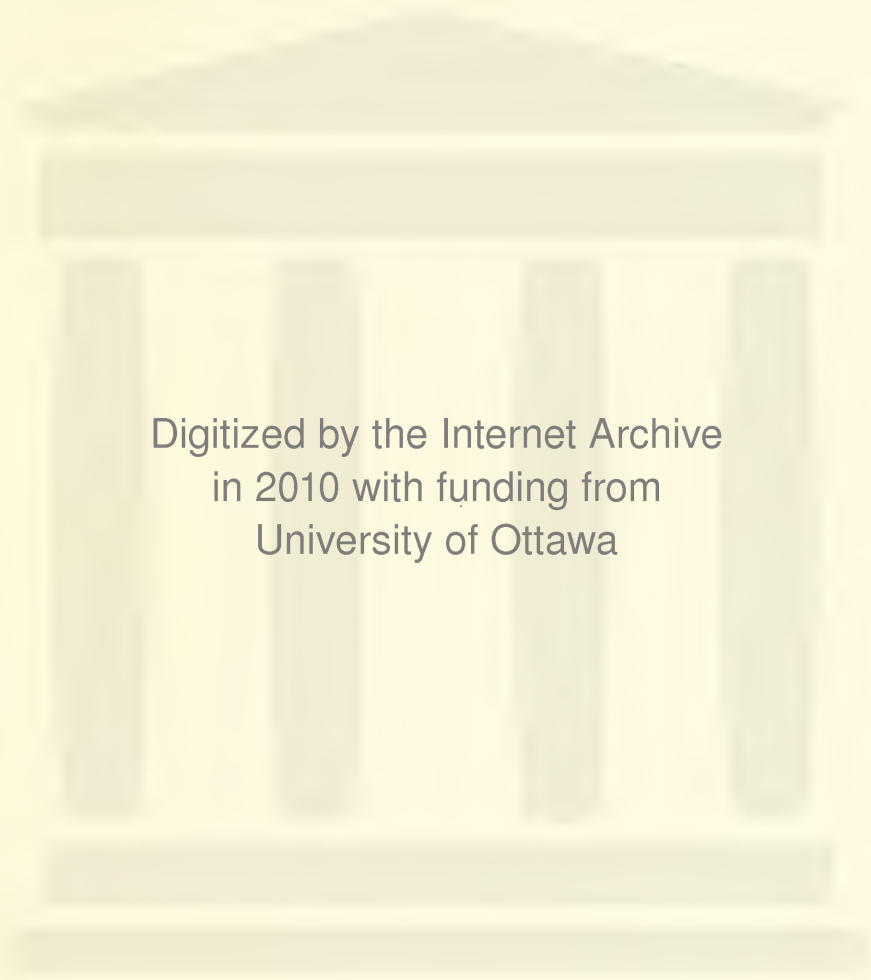 Digitized by the Internet Archive
in 2010 with funding from
University of Ottawa